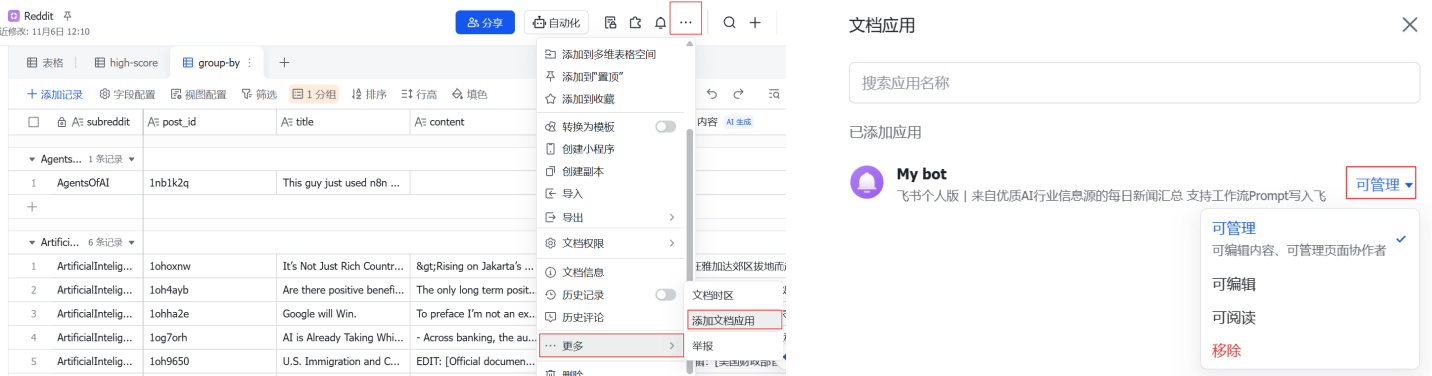 Reddit
近修改: 11月6日 12:10
分享
自动化
表格
high-score
group-by
添加记录
字段配置
视图配置
筛选
1 分组
排序
行高
填色
subreddit
post_id
title
content
内容 AI 生成
Agents... 1 条记录
1 AgentsOfAI 1nb1k2q This guy just used n8n ...
Artifici... 6 条记录
1 ArtificialIntelig... 1ohoxnw It's Not Just Rich Countr... &gt;Rising on Jakarta's ... 在雅加达郊区拔地而
2 ArtificialIntelig... 1oh4ayb Are there positive benefi... The only long term posit...
3 ArtificialIntelig... 1ohha2e Google will Win. To preface I'm not an ex...
4 ArtificialIntelig... 1og7orh AI is Already Taking Whi... - Across banking, the au...
5 ArtificialIntelig... 1oh9650 U.S. Immigration and C... EDIT: [Official documen...
添加到多维表格空间
添加到"置顶"
添加到收藏
转换为模板
创建小程序
创建副本
导入
导出
文档权限
文档信息
历史记录
历史评论
更多
删除
文档时区
添加文档应用
举报
文档应用
搜索应用名称
已添加应用
My bot
飞书个人版 | 来自优质AI行业信息源的每日新闻汇总 支持工作流Prompt写入飞
可管理
可管理
可编辑内容、可管理页面协作者
可编辑
可阅读
移除